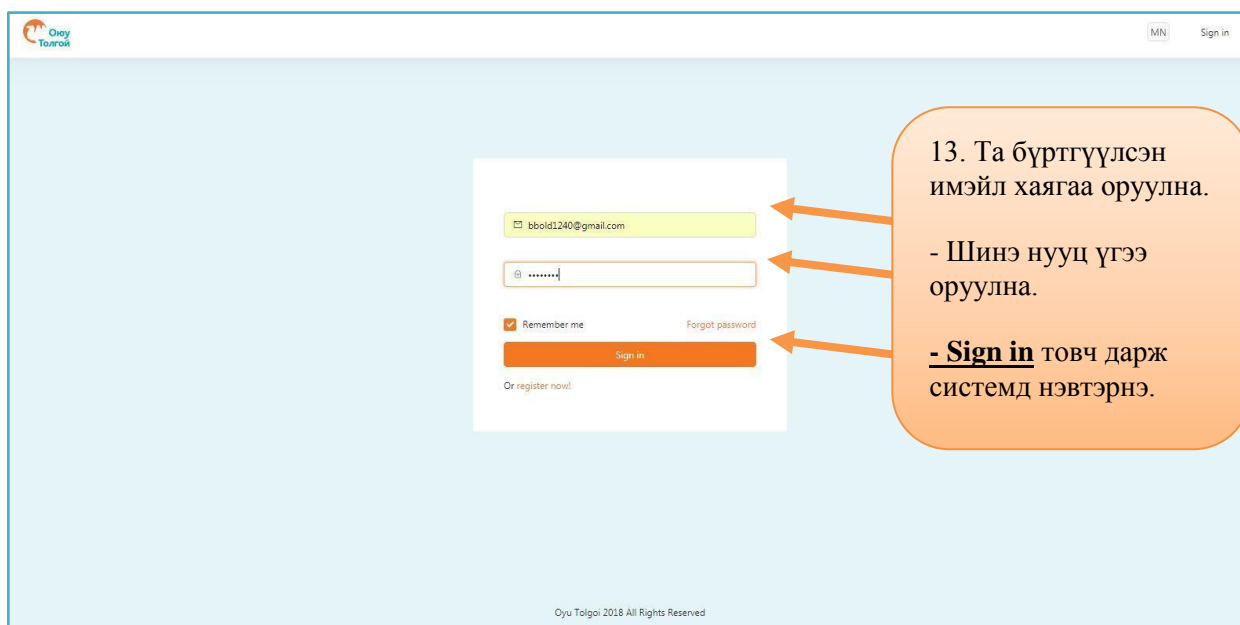 Оюу
Толгой
MN
Sign in
13. Та бүртгүүлсэн
имэйл хаягаа оруулна.
- Шинэ нууц үгээ
оруулна.
- Sign in товч дарж
системд нэвтэрнэ.
bbold1240@gmail.com
••••••••
Remember me
Forgot password
Sign in
Or register now!
Oyu Tolgoi 2018 All Rights Reserved